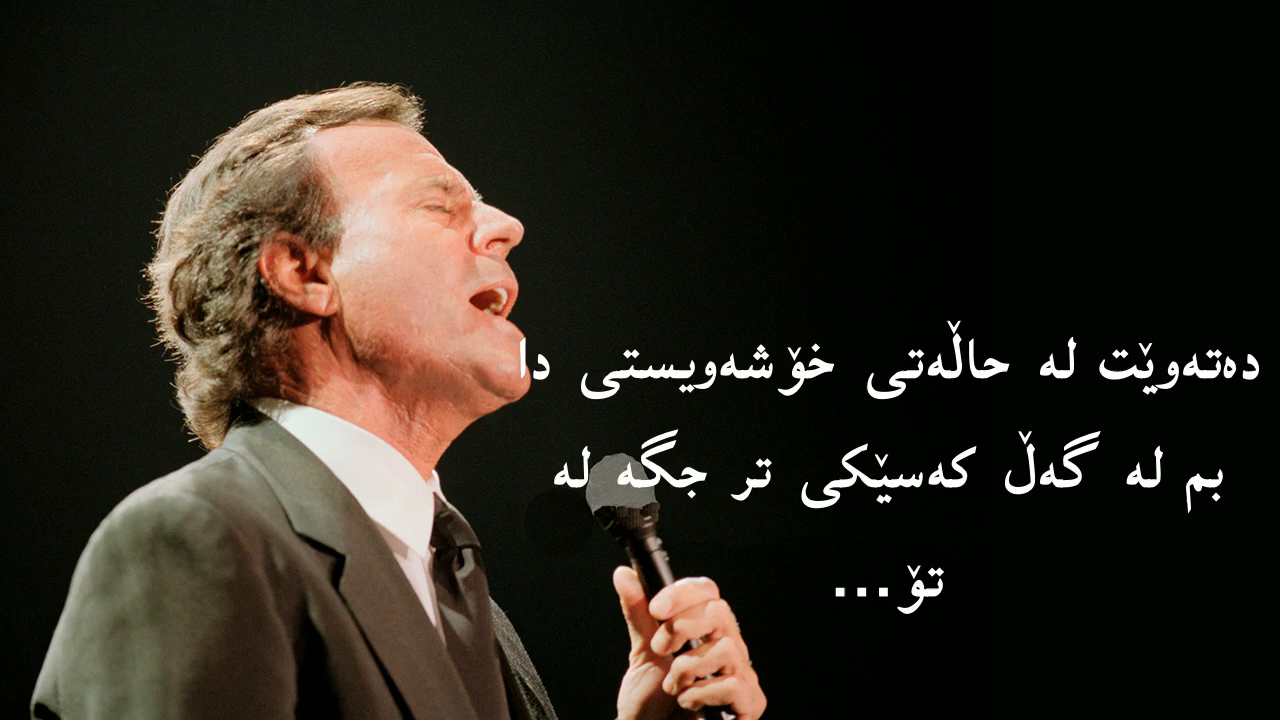 دەتەوێت لە حاڵەتی خۆشەویستی دا
بم لە گەڵ کەسێکی تر جگە لە
تۆ...